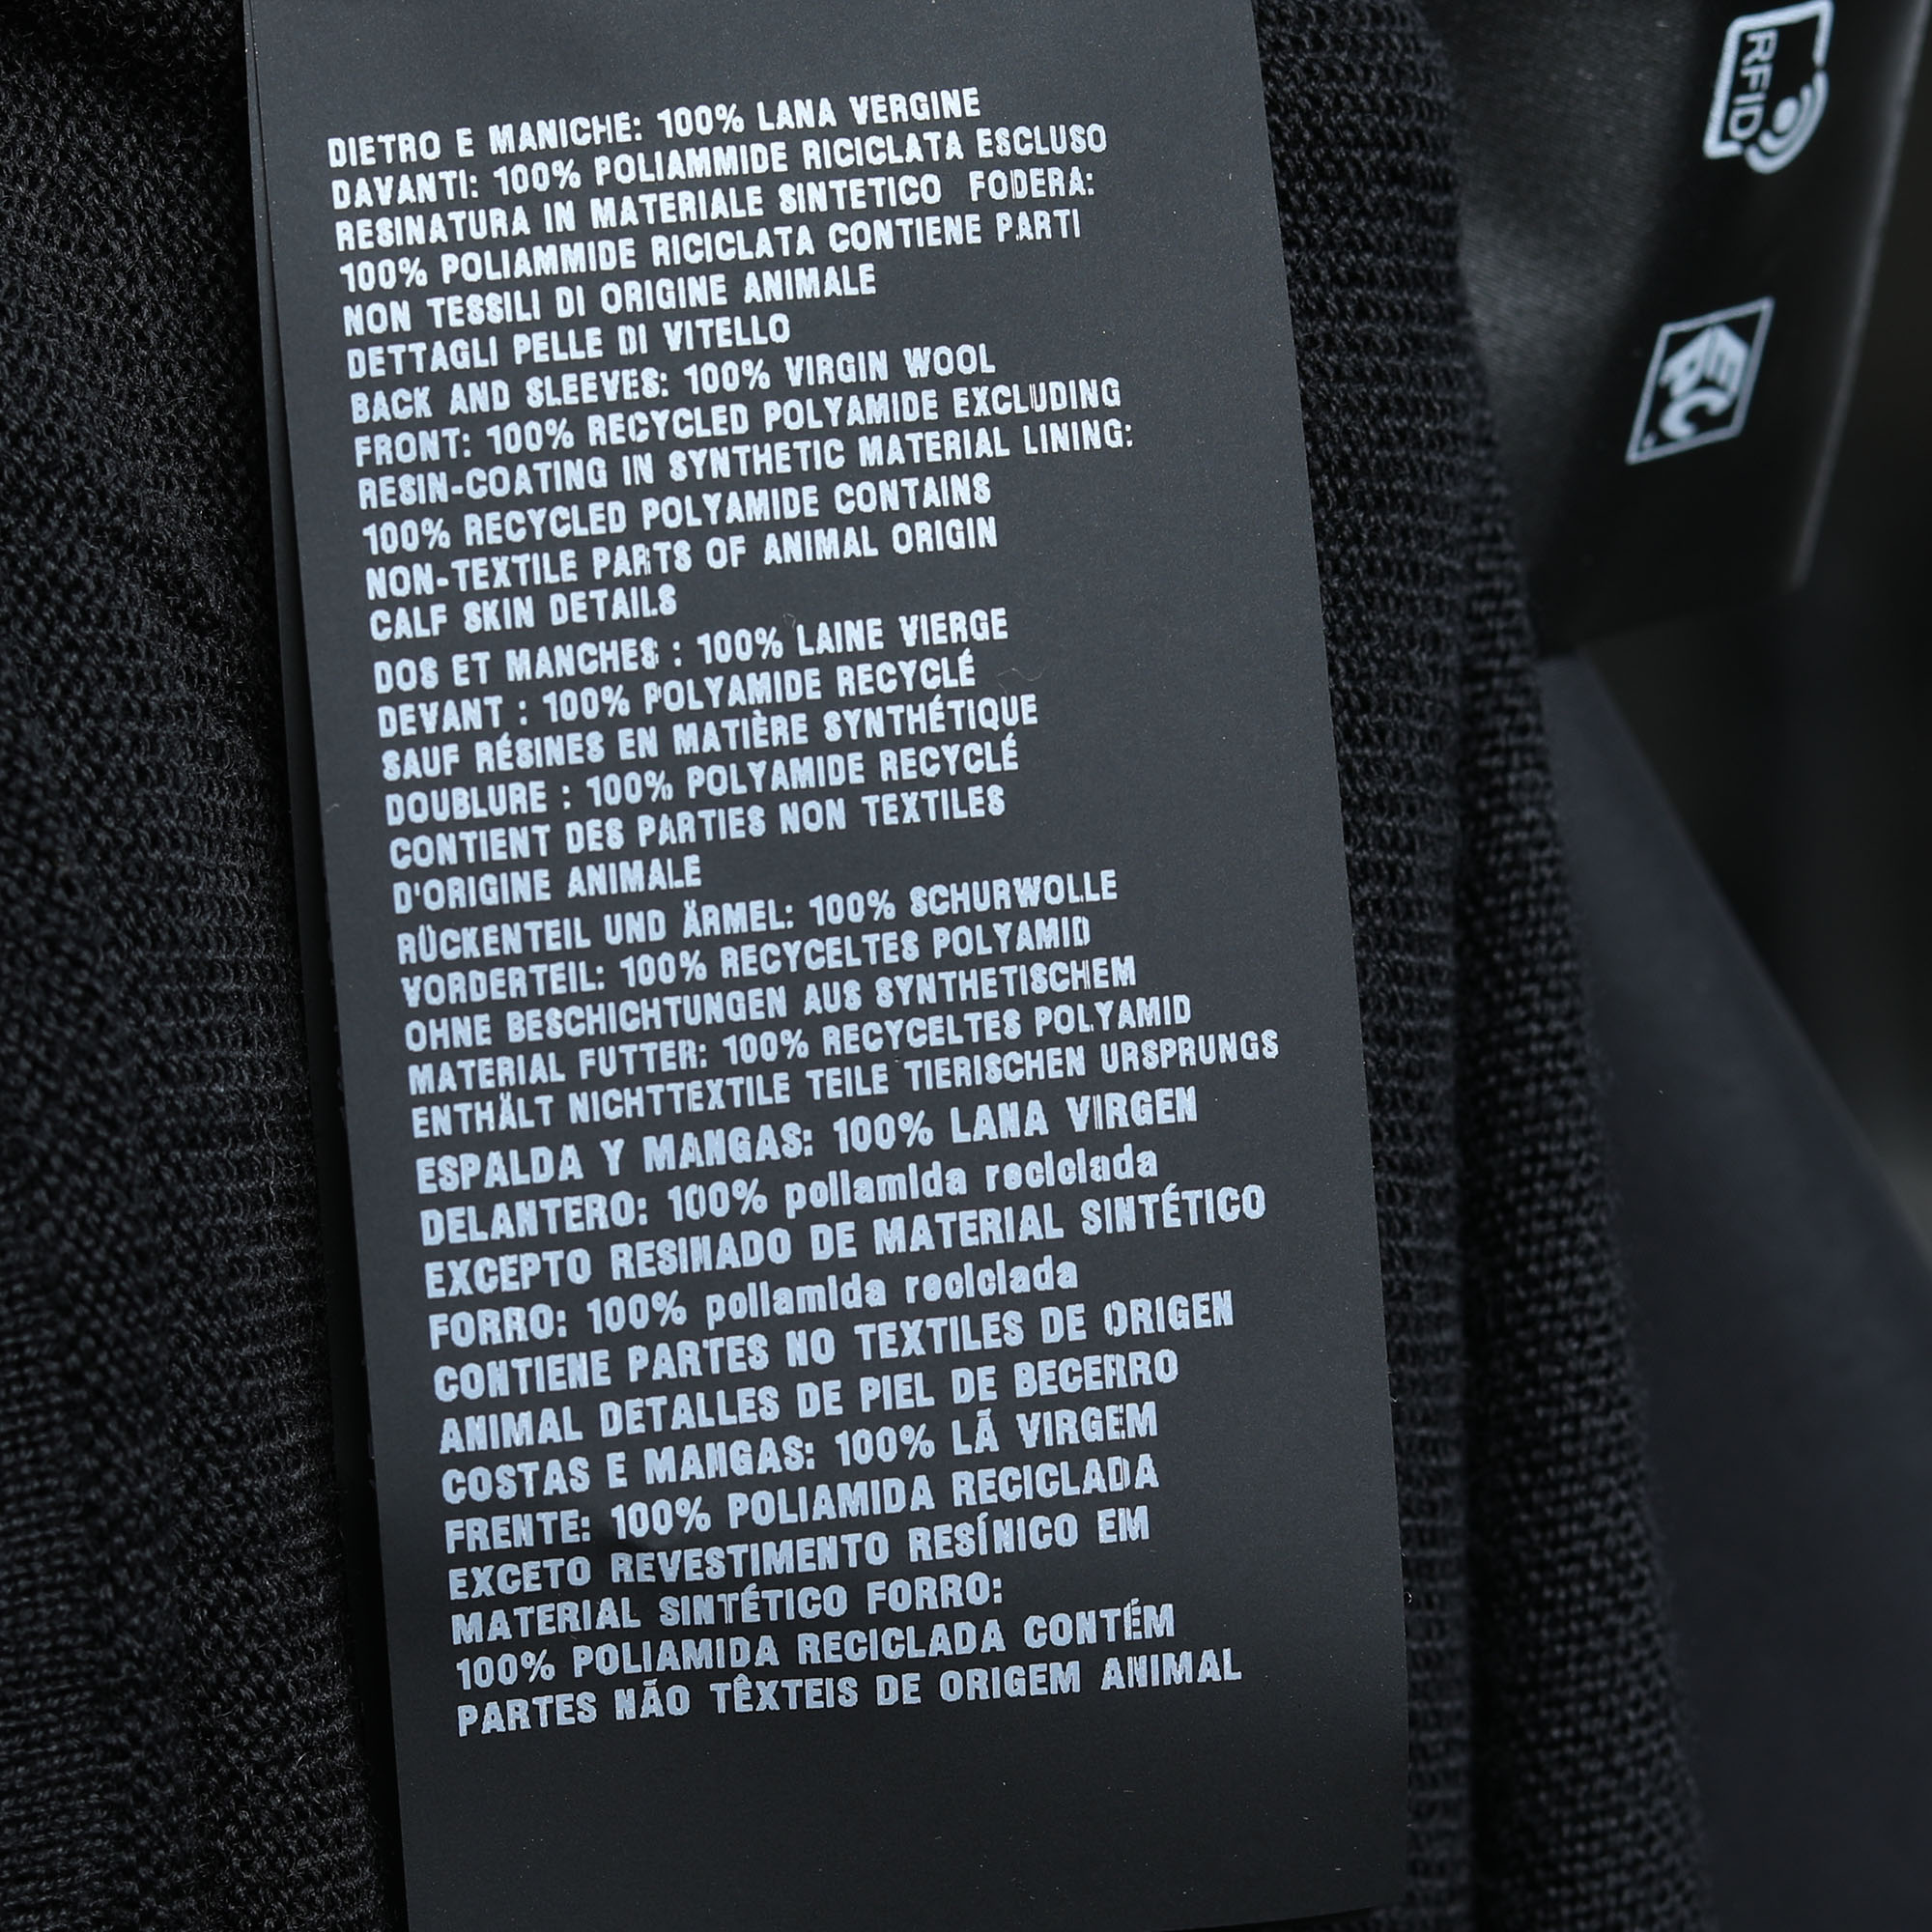 DIETRO E MANICHE: 100% LANA VERGINE
DAVANTI: 100% POLIAMMIDE RICICLATA ESCLUSO
RESINATURA IN MATERIALE SINTETICO FODERA:
100% POLIAMMIDE RICICLATA CONTIENE PARTI
NON TESSILI DI ORIGINE ANIMALE
DETTAGLI PELLE DI VITELLO
BACK AND SLEEVES: 100% VIRGIN WOOL
FRONT: 100% RECYCLED POLYAMIDE EXCLUDING
RESIN-COATING IN SYNTHETIC MATERIAL LINING:
100% RECYCLED POLYAMIDE CONTAINS
NON-TEXTILE PARTS OF ANIMAL ORIGIN
CALF SKIN DETAILS
DOS ET MANCHES : 100% LAINE VIERGE
DEVANT : 100% POLYAMIDE RECYCLÉ
SAUF RÉSINES EN MATIÈRE SYNTHÉTIQUE
DOUBLURE : 100% POLYAMIDE RECYCLÉ
CONTIENT DES PARTIES NON TEXTILES
D'ORIGINE ANIMALE
RÜCKENTEIL UND ÄRMEL: 100% SCHURWOLLE
VORDERTEIL: 100% RECYCELTES POLYAMID
OHNE BESCHICHTUNGEN AUS SYNTHETISCHEM
MATERIAL FUTTER: 100% RECYCELTES POLYAMID
ENTHÄLT NICHTTEXTILE TEILE TIERISCHEN URSPRUNGS
ESPALDA Y MANGAS: 100% LANA VIRGEN
DELANTERO: 100% poliamida reciclada
EXCEPTO RESINADO DE MATERIAL SINTÉTICO
FORRO: 100% poliamida reciclada
CONTIENE PARTES NO TEXTILES DE ORIGEN
ANIMAL DETALLES DE PIEL DE BECERRO
COSTAS E MANGAS: 100% LÃ VIRGEM
FRENTE: 100% POLIAMIDA RECICLADA
EXCETO REVESTIMENTO RESÍNICO EM
MATERIAL SINTÉTICO FORRO:
100% POLIAMIDA RECICLADA CONTÉM
PARTES NÃO TÊXTEIS DE ORIGEM ANIMAL
RFID
EPC